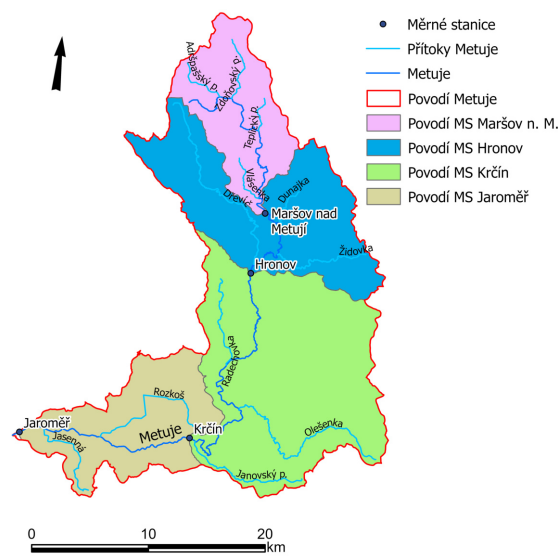 Měrné stanice
Přítoky Metuje
Metuje
Povodí Metuje
Povodí MS Maršov n. M.
Povodí MS Hronov
Povodí MS Krčín
Povodí MS Jaroměř
Adršpašský p.
Zdoňovský p.
Teplický p.
Vlásenka
Dunajka
Dřevíč
Maršov nad
Metují
Židovka
Hronov
Radechovka
Rozkoš
Jaroměř
Jasenná
Metuje
Krčín
Olešenka
Janovský p.
0 10 20
km